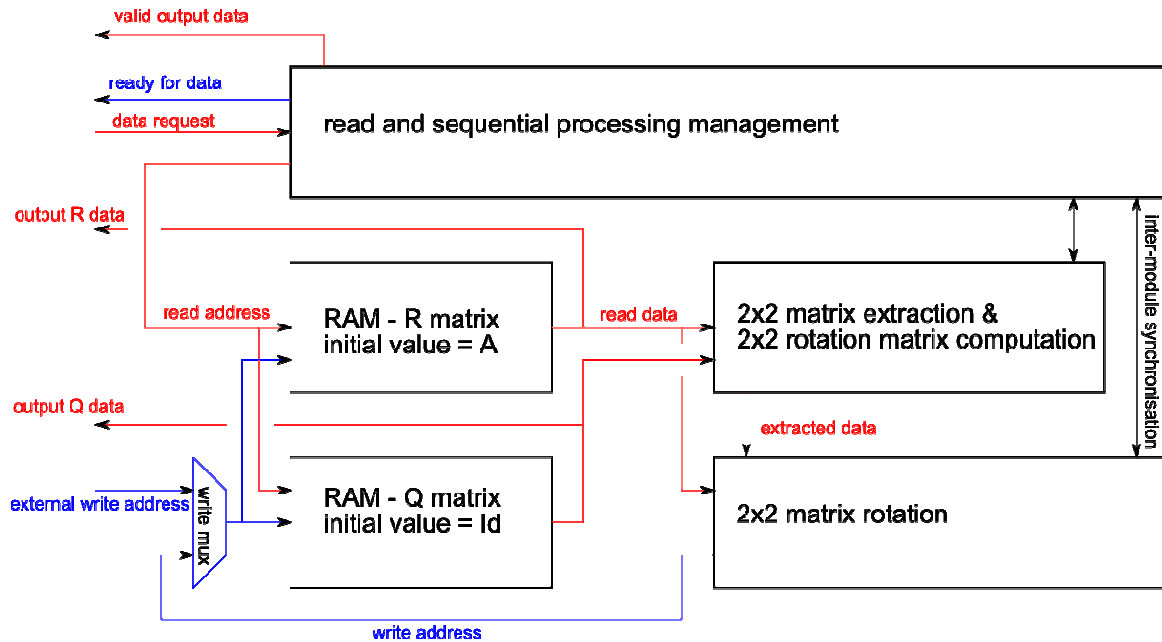 valid output data
ready for data
data request
read and sequential processing management
output R data
inter-module synchronisation
read address
RAM - R matrix
initial value = A
read data
2x2 matrix extraction &
2x2 rotation matrix computation
output Q data
extracted data
external write address
write mux
RAM - Q matrix
initial value = Id
2x2 matrix rotation
write address